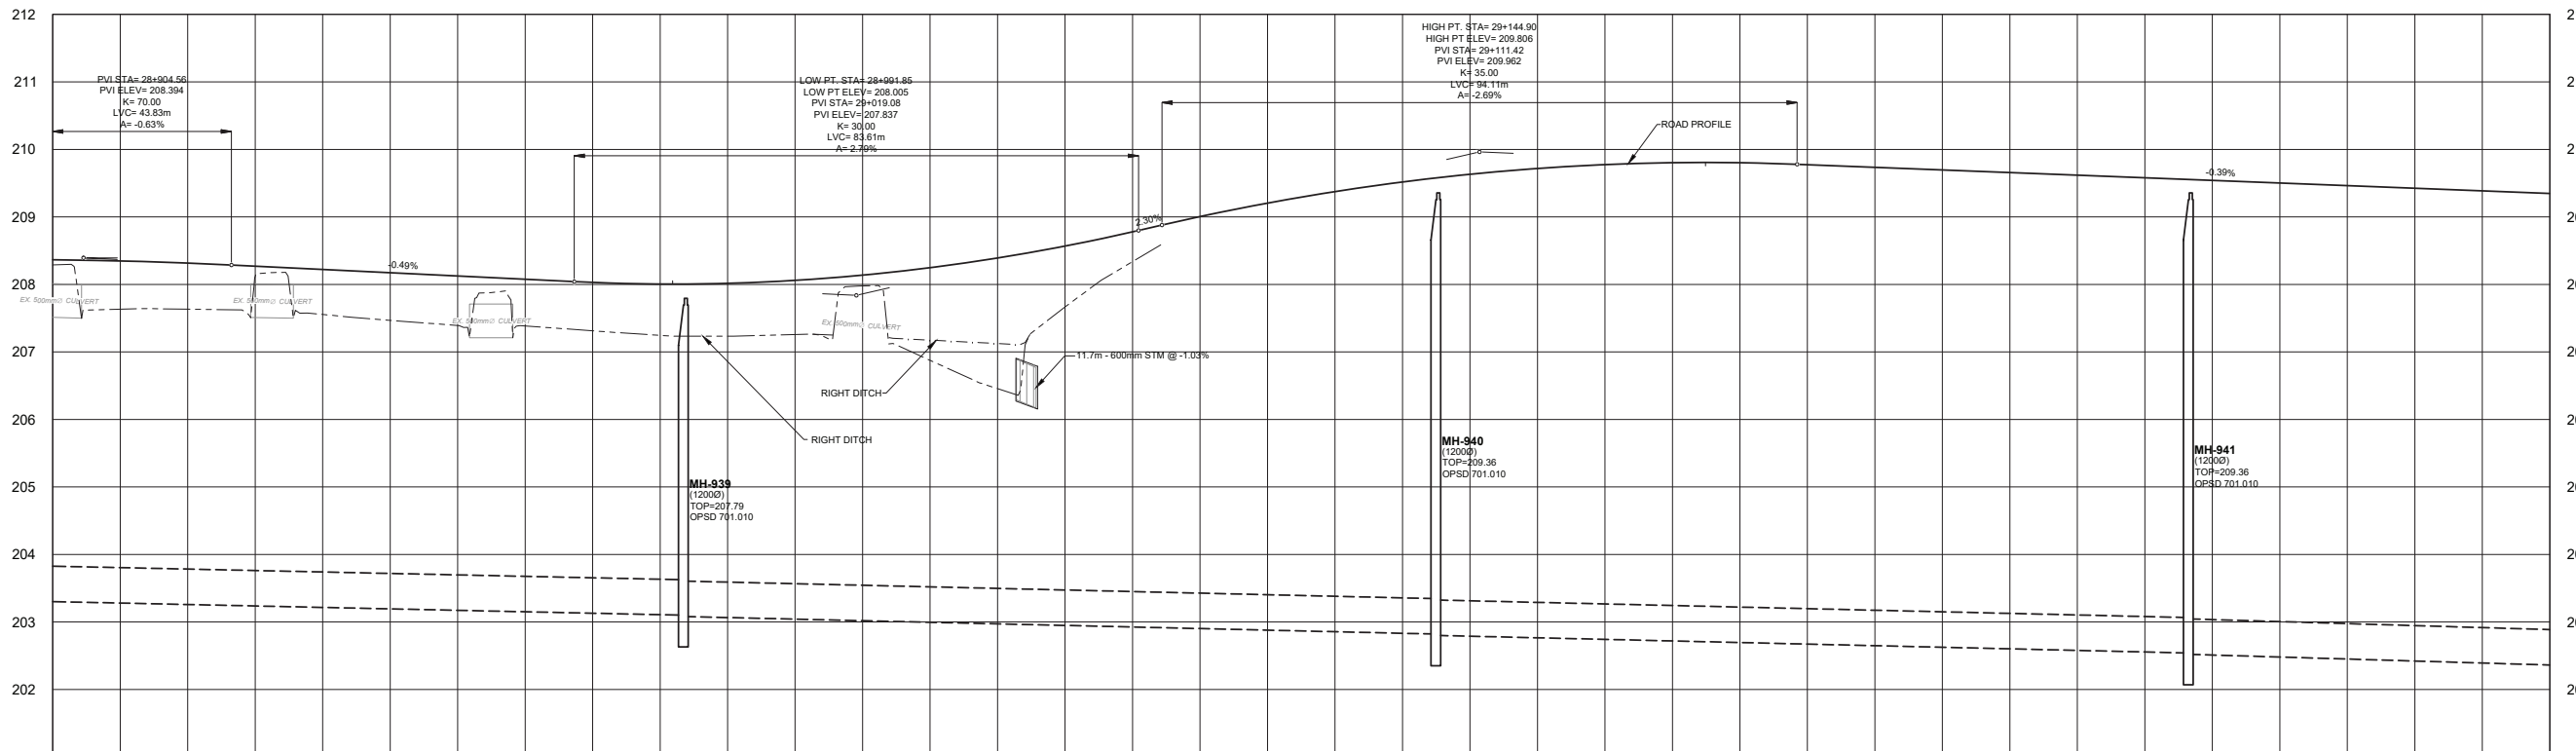 212
211
210
209
208
207
206
205
204
203
202
PVI STA= 28+904.56
PVI ELEV= 208.394
K= 70.00
LVC= 43.83m
A= -0.63%
LOW PT. STA= 28+991.85
LOW PT ELEV= 208.005
PVI STA= 29+019.08
PVI ELEV= 207.837
K= 30.00
LVC= 83.61m
A= 2.79%
HIGH PT. STA= 29+144.90
HIGH PT ELEV= 209.806
PVI STA= 29+111.42
PVI ELEV= 209.962
K= 35.00
LVC= 94.11m
A= -2.69%
ROAD PROFILE
-0.39%
2.30%
-0.49%
EX. 500mm∅ CULVERT
EX. 500mm∅ CULVERT
EX. 500mm∅ CULVERT
EX. 500mm∅ CULVERT
11.7m - 600mm STM @ -1.03%
RIGHT DITCH
RIGHT DITCH
MH-939
(1200Ø)
TOP=207.79
OPSD 701.010
MH-940
(1200Ø)
TOP=209.36
OPSD 701.010
MH-941
(1200Ø)
TOP=209.36
OPSD 701.010